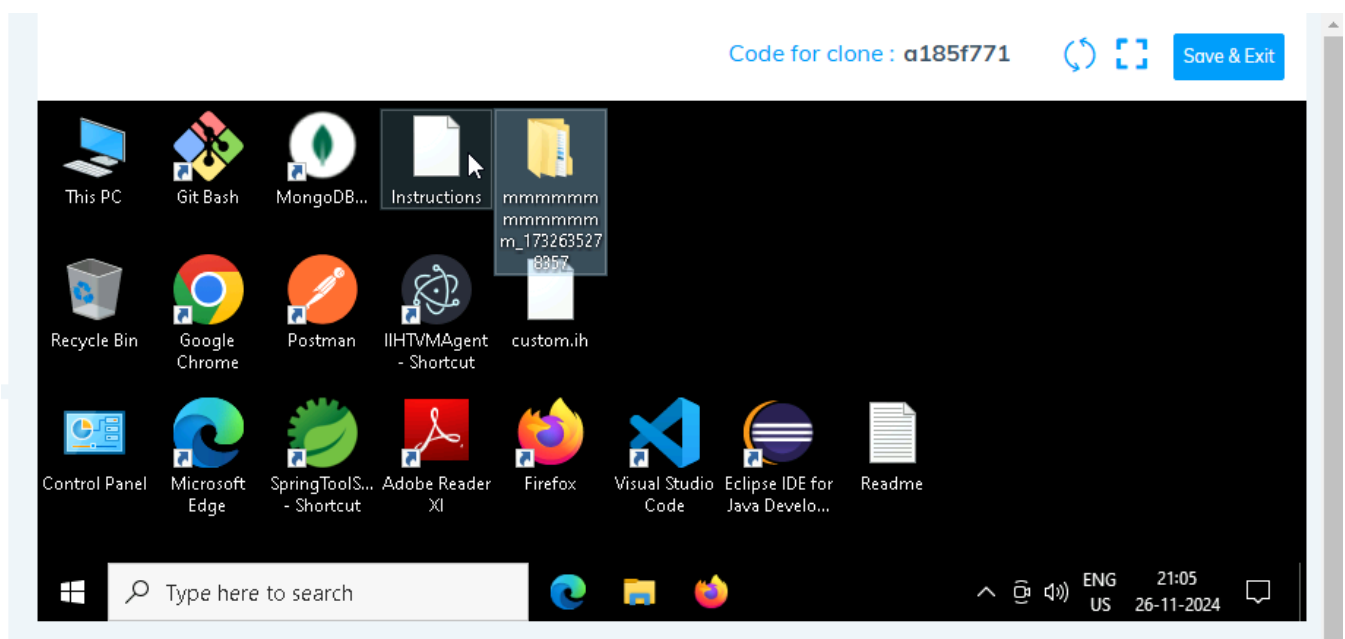 Code for clone : a185f771
Save & Exit
This PC
Git Bash
MongoDB...
Instructions
mmmmmm
mmmmmm
m_173263527
8357
Recycle Bin
Google
Chrome
Postman
IIHTVMAgent
- Shortcut
custom.ih
Control Panel
Microsoft
Edge
SpringToolS...
- Shortcut
Adobe Reader
XI
Firefox
Visual Studio
Code
Eclipse IDE for
Java Develo...
Readme
Type here to search
ENG
US
21:05
26-11-2024